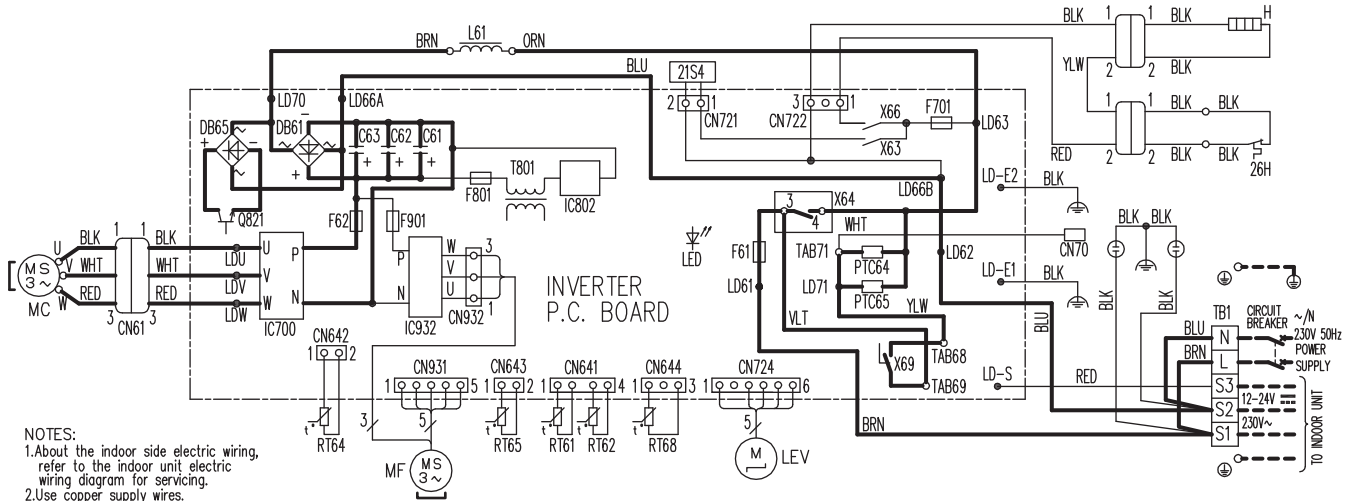 BRN L61 ORN
BLU
BLK 1 1 BLK H
YLW 2 2 BLK
1 1 BLK BLK
RED 2 2 BLK BLK
26H
21S4
2 1
CN721
3 1
CN722
X66
X63
F701
LD63
LD70 LD66A
DB65 DB61
+ ~ -
~
-
~ ~
+
C63 C62 C61
+ + +
Q821
F801
T801
IC802
F62 F901
LD66B
LD-E2 BLK
3 X64
4
WHT
F61
TAB71
PTC64
LD62
CN70
LD61
LD71
PTC65
LD-E1 BLK
YLW
VLT
X69
TAB68
TAB69
LD-S RED
BLU
BRN
LED
INVERTER
P.C. BOARD
MS
3~
MC
U BLK 1 1 BLK LDU U P
V WHT WHT LDV V
W RED 3 3 RED LDW W N
CN61
IC700
P W 3
V
N U 1
IC932 CN932
CN642
1 2
RT64
t°
3
CN931
1 5
5
MF
MS
3~
CN643
1 2
t°
RT65
CN641
1 4
t°
RT61
t°
RT62
CN644
1 3
t°
RT68
CN724
1 6
5
M
LEV
BLK BLK
BLK
BLK
TB1
CIRCUIT
BREAKER
~/N
230V 50Hz
POWER
SUPPLY
BLU N
BRN L
S3
12-24V
S2
230V~
S1
TO INDOOR UNIT
NOTES:
1.About the indoor side electric wiring,
refer to the indoor unit electric
wiring diagram for servicing.
2.Use copper supply wires.